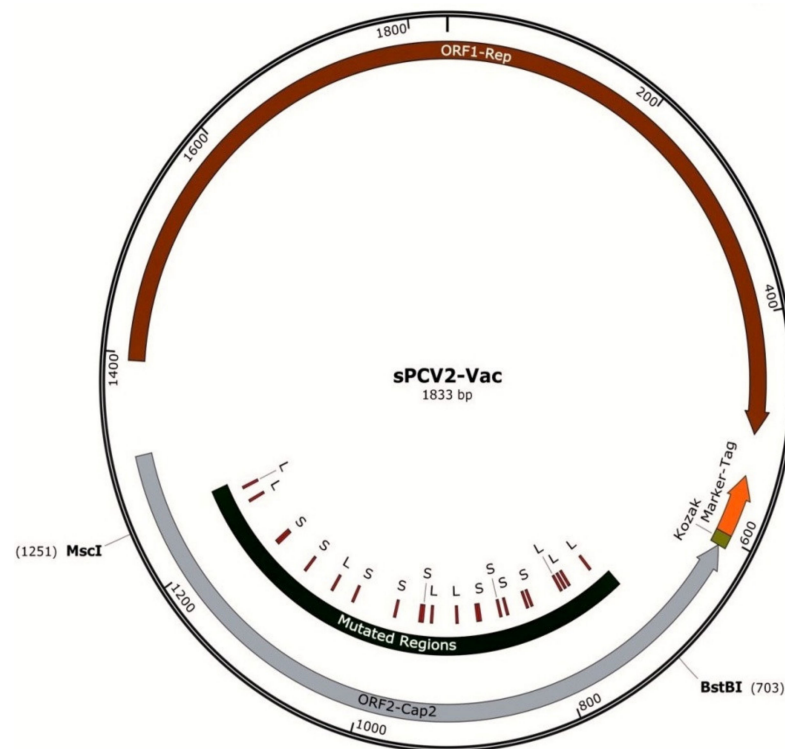 1800
ORF1-Rep
200
1600
400
1400
sPCV2-Vac
1833 bp
Marker-Tag
Kozak
600
L
L
S
S
L
S
S
S
L
L
S
S
S
S
L
L
(1251) MscI
1200
Mutated Regions
BstBI (703)
ORF2-Cap2
800
1000